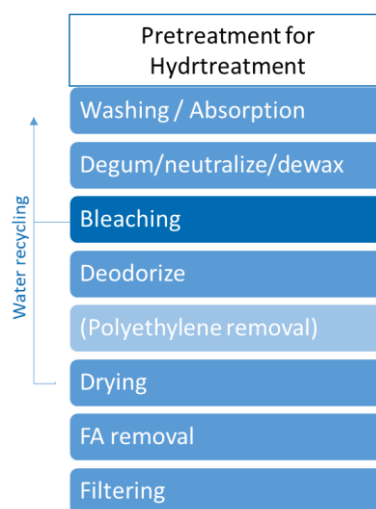 Pretreatment for
Hydrtreatment
Washing / Absorption
Degum/neutralize/dewax
Bleaching
Deodorize
(Polyethylene removal)
Drying
FA removal
Filtering
Water recycling